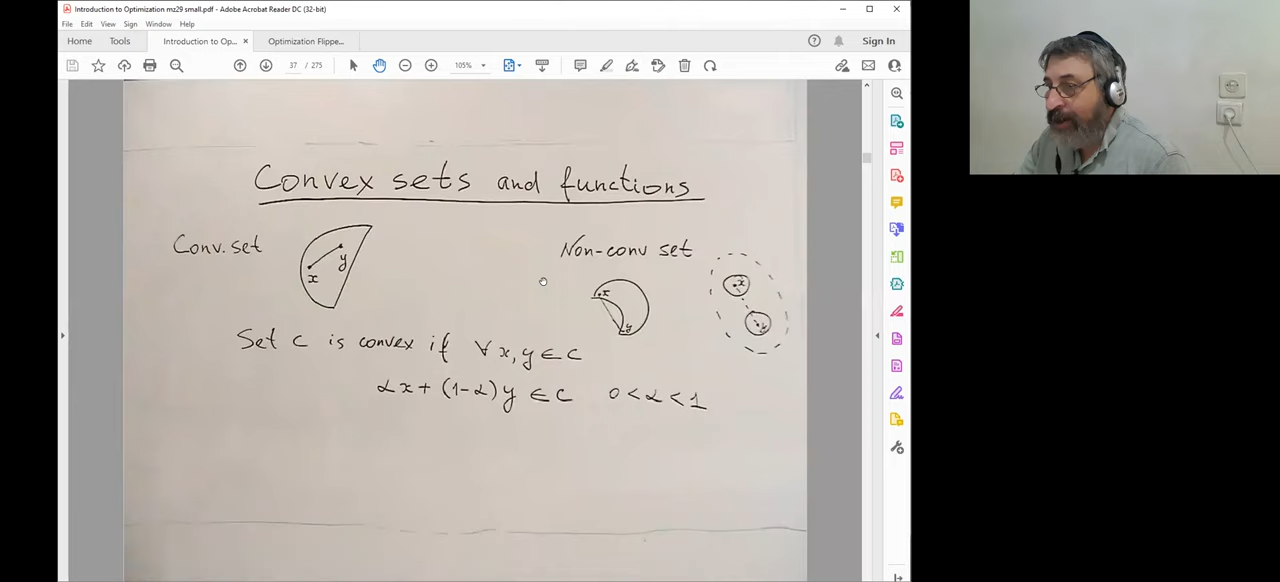 Introduction to Optimization mz29 small.pdf - Adobe Acrobat Reader DC (32-bit)
File Edit View Sign Window Help
Home Tools Introduction to Op... × Optimization Flippe... Sign In
37 / 275 105%
Convex sets and functions
Conv. set
x
y
Non-conv set
x
y
x
y
Set C is convex if ∀ x, y ∈ C
αx + (1-α) y ∈ C 0 < α < 1